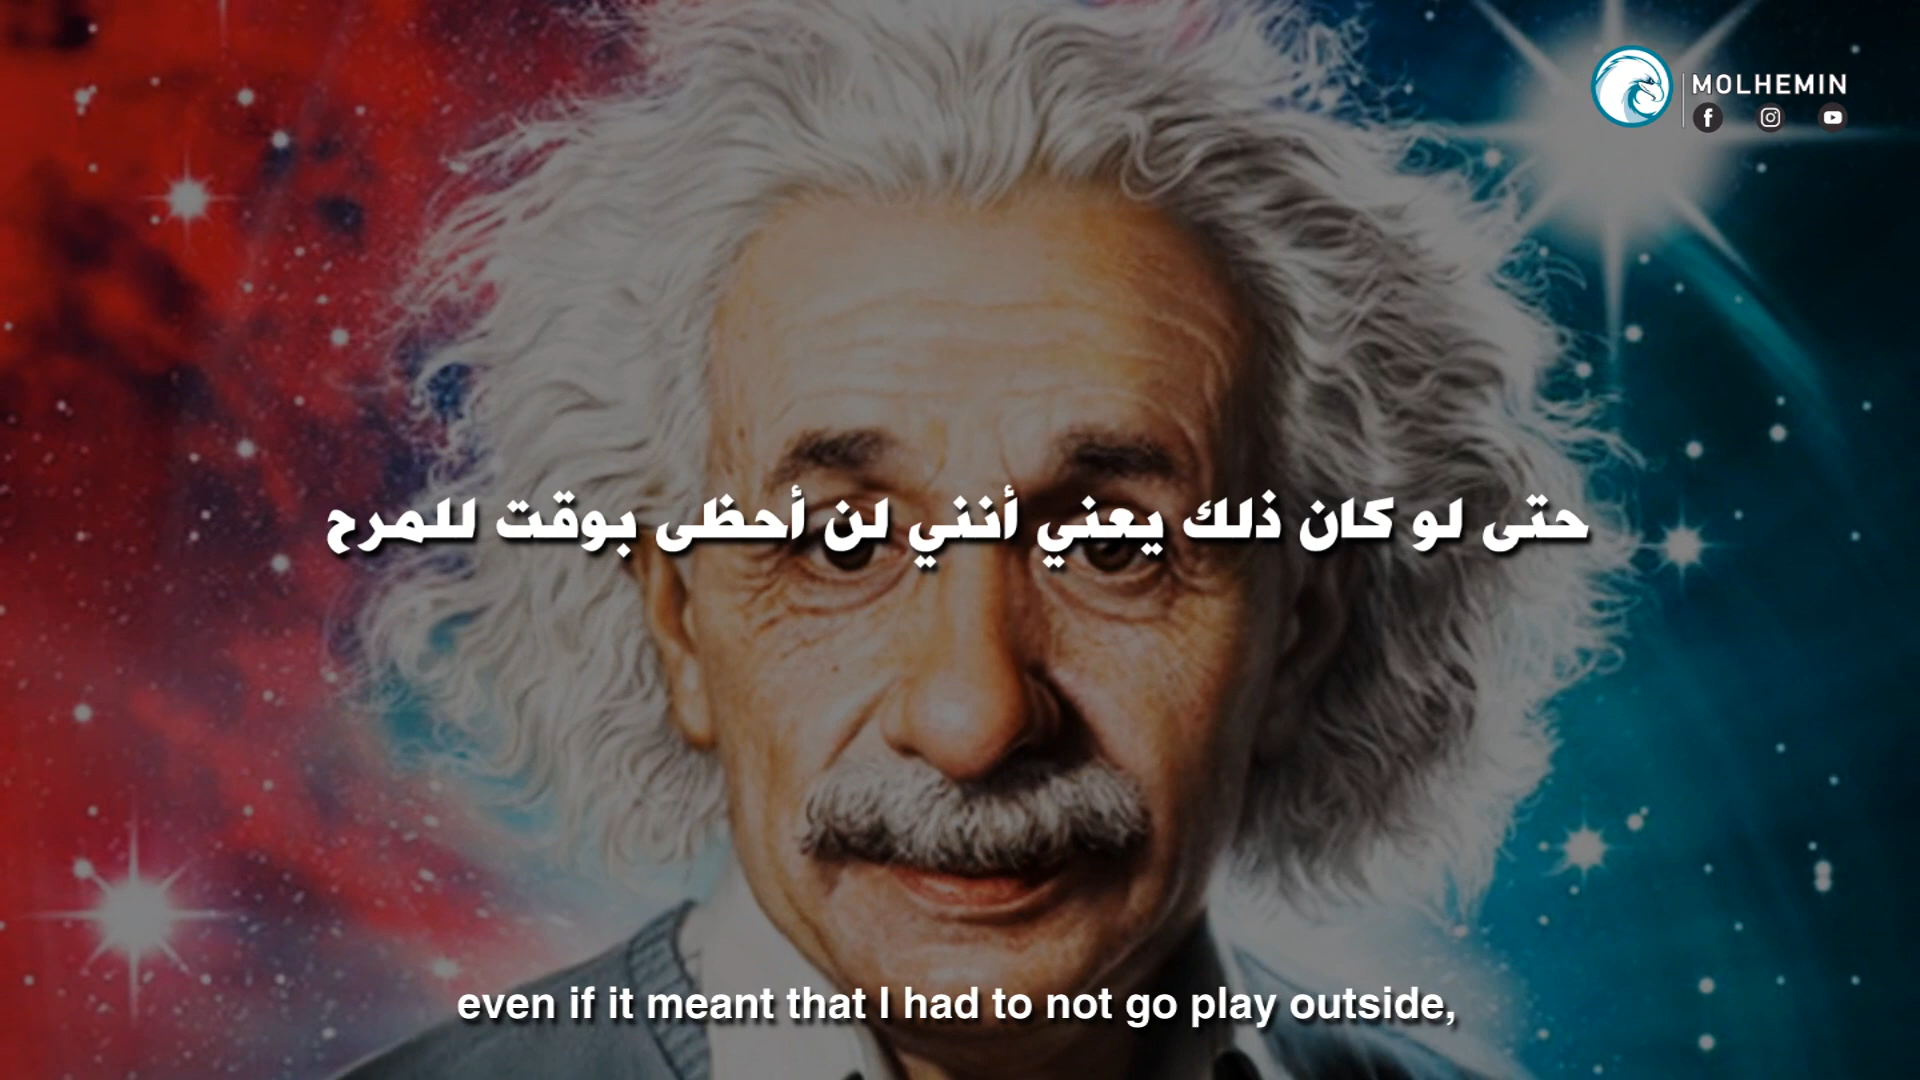 MOLHEMIN
حتى لو كان ذلك يعني أنني لن أحظى بوقت للمرح
even if it meant that I had to not go play outside,